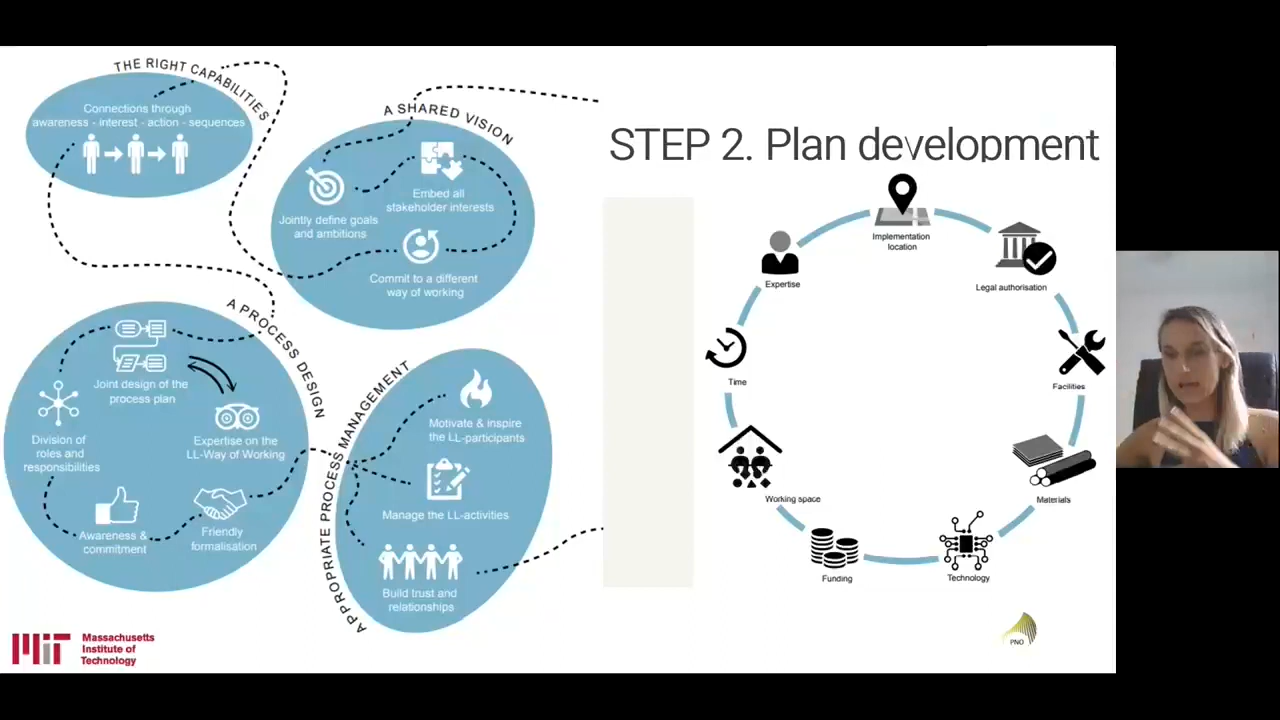 THE RIGHT CAPABILITIES
Connections through
awareness - interest - action - sequences
A SHARED VISION
Embed all
stakeholder interests
Jointly define goals
and ambitions
Commit to a different
way of working
A PROCESS DESIGN
Joint design of the
process plan
Division of
roles and
responsibilities
Expertise on the
LL-Way of Working
Awareness &
commitment
Friendly
formalisation
APPROPRIATE PROCESS MANAGEMENT
Motivate & inspire
the LL-participants
Manage the LL-activities
Build trust and
relationships
MIT
Massachusetts
Institute of
Technology
STEP 2. Plan development
Implementation
location
Expertise
Legal authorisation
Time
Facilities
Working space
Materials
Funding
Technology
PNO